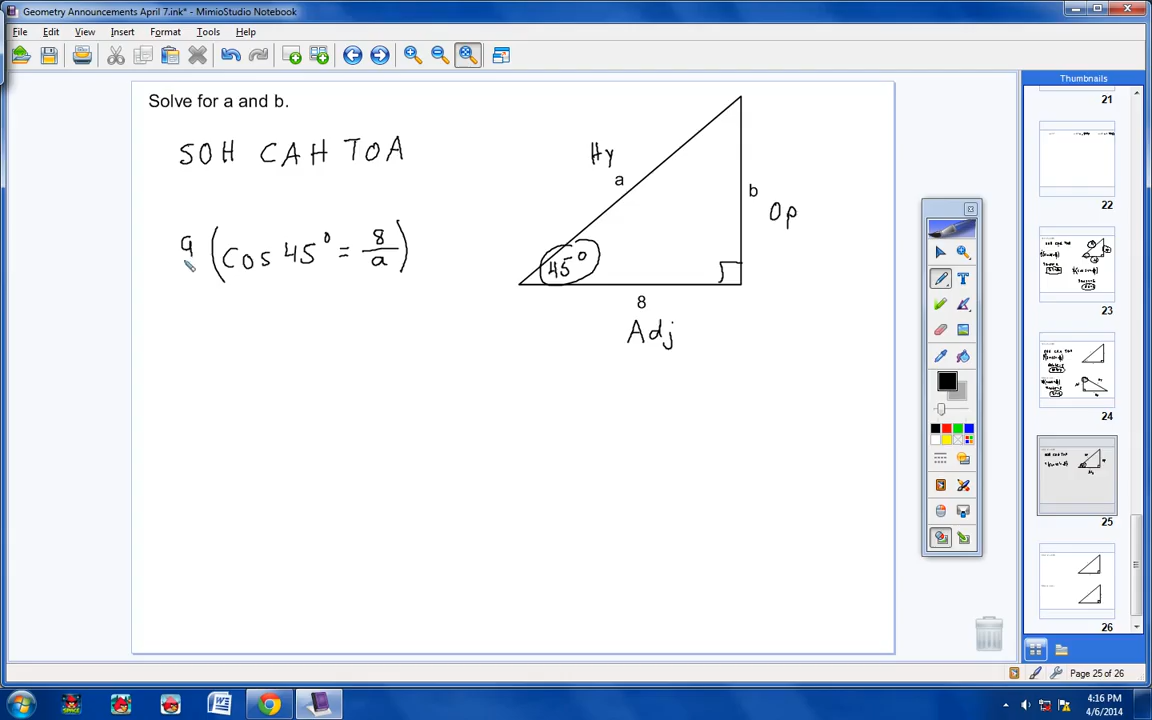 Geometry Announcements April 7.ink* - MimioStudio Notebook
File Edit View Insert Format Tools Help
Thumbnails
Solve for a and b.
SOH CAH TOA
a (cos 45° = 8/a)
Hy
a
b
Op
45°
8
Adj
21
22
23
24
25
26
Page 25 of 26
4:16 PM
4/6/2014